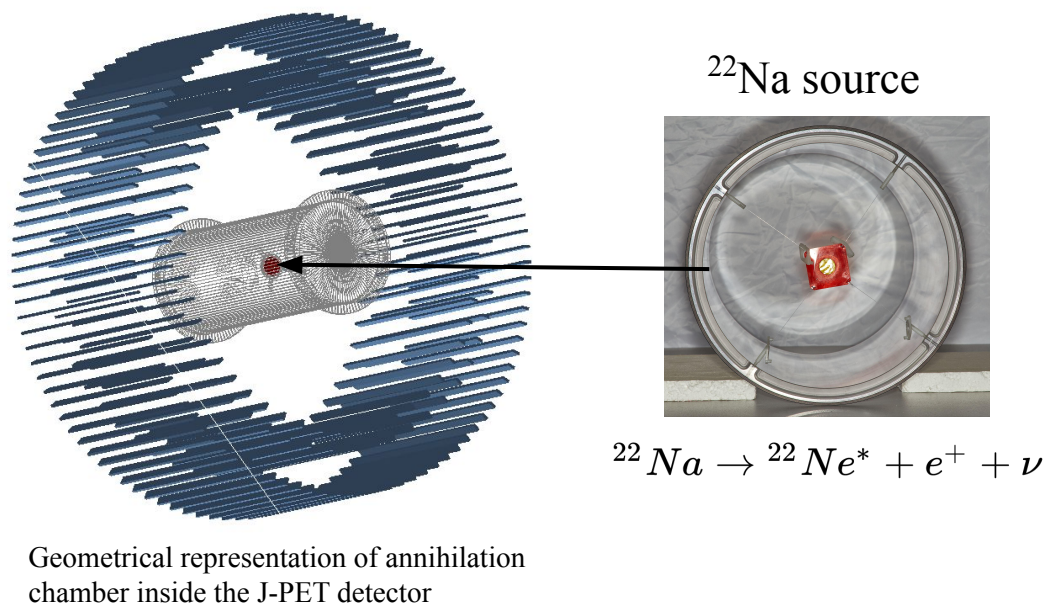 ²²Na source
²²Na → ²²Ne* + e⁺ + ν
Geometrical representation of annihilation
chamber inside the J-PET detector